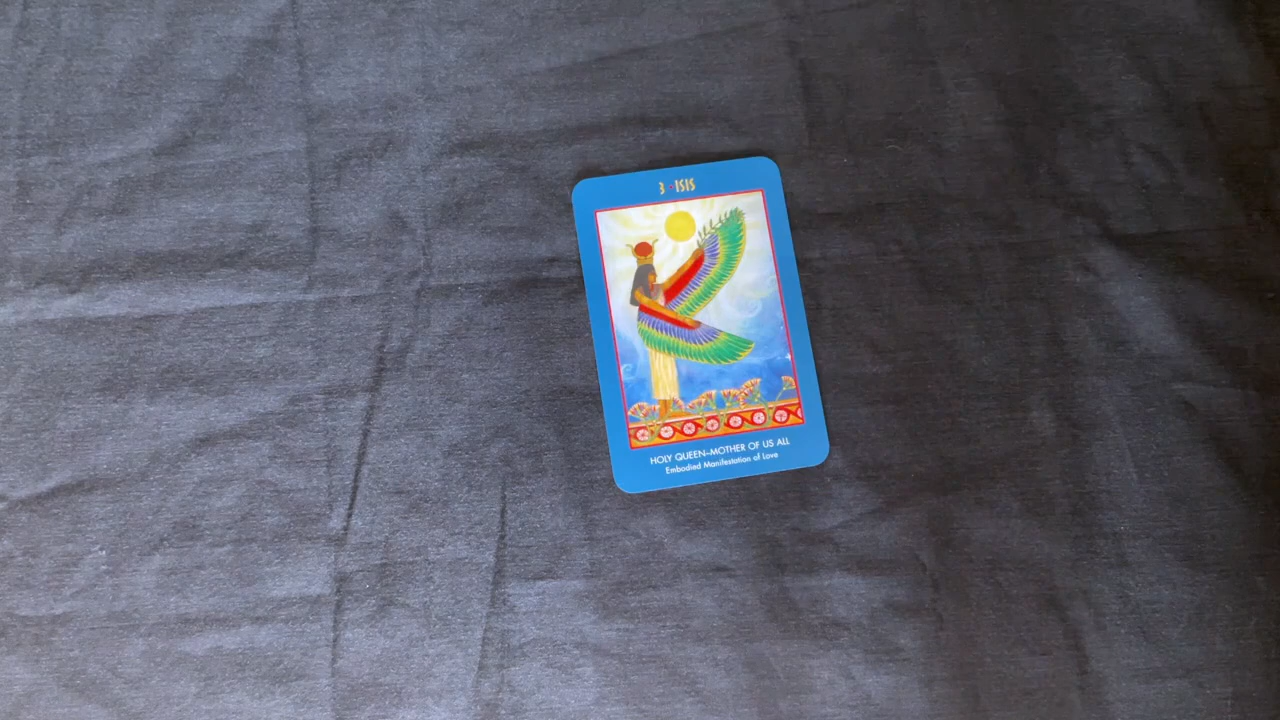 3 · ISIS
HOLY QUEEN–MOTHER OF US ALL
Embodied Manifestation of Love